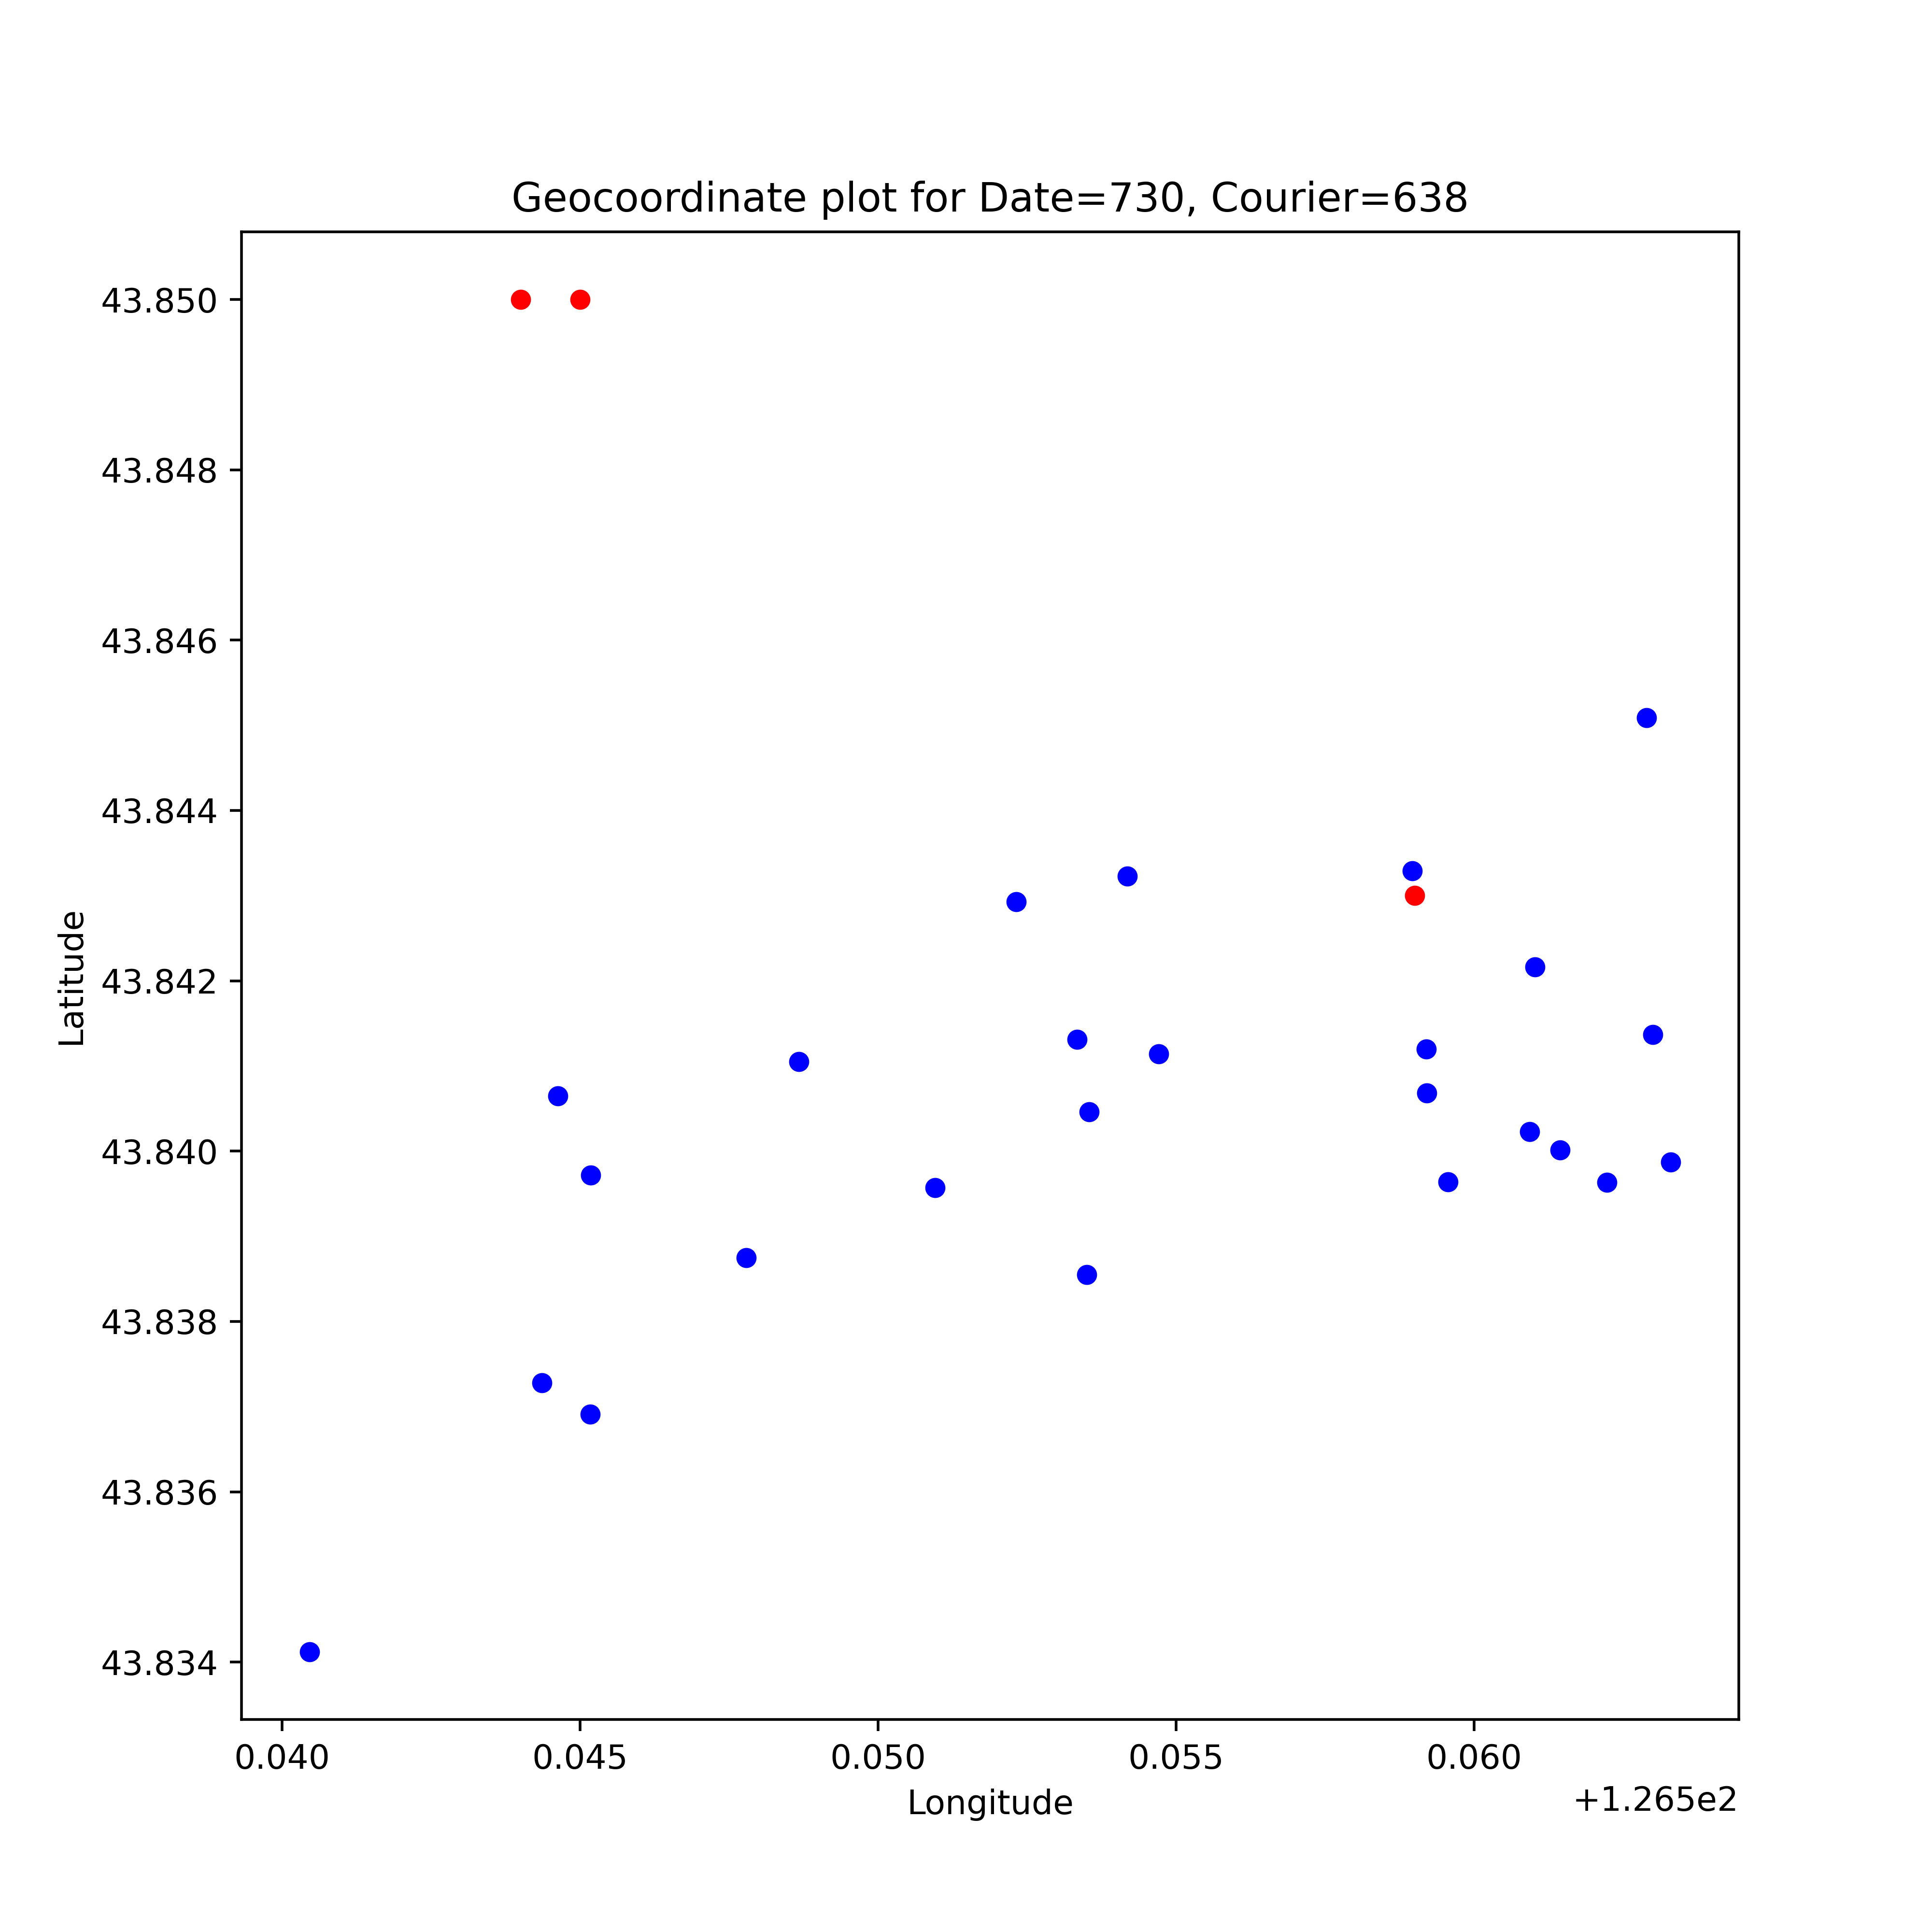 Geocoordinate plot for Date=730, Courier=638
43.850
43.848
43.846
43.844
43.842
43.840
43.838
43.836
43.834
Latitude
0.040 0.045 0.050 0.055 0.060
Longitude
+1.265e2